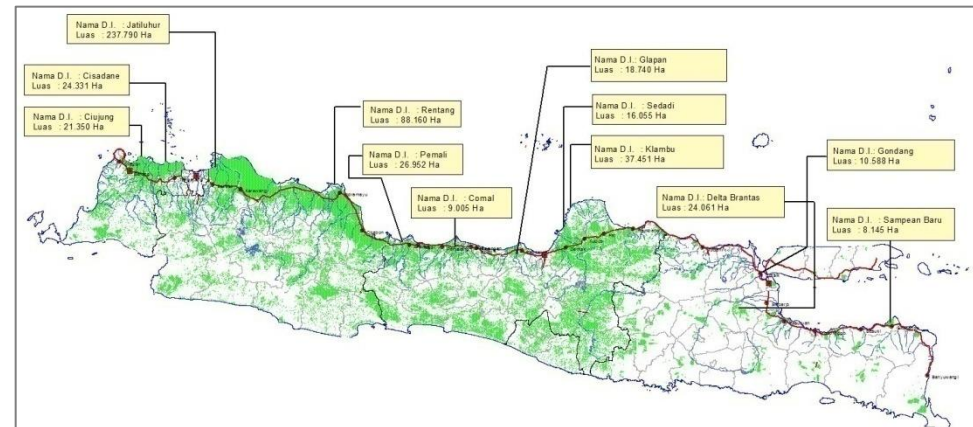 Nama D.I. : Jatiluhur
Luas : 237.790 Ha
Nama D.I. : Cisadane
Luas : 24.331 Ha
Nama D.I. : Ciujung
Luas : 21.350 Ha
Nama D.I. : Rentang
Luas : 88.160 Ha
Nama D.I. : Pemali
Luas : 26.952 Ha
Nama D.I. : Comal
Luas : 9.005 Ha
Nama D.I.: Glapan
Luas : 18.740 Ha
Nama D.I. : Sedadi
Luas : 16.055 Ha
Nama D.I. : Klambu
Luas : 37.451 Ha
Nama D.I.: Gondang
Luas : 10.588 Ha
Nama D.I.: Delta Brantas
Luas : 24.061 Ha
Nama D.I. : Sampean Baru
Luas : 8.145 Ha
Banyuwangi